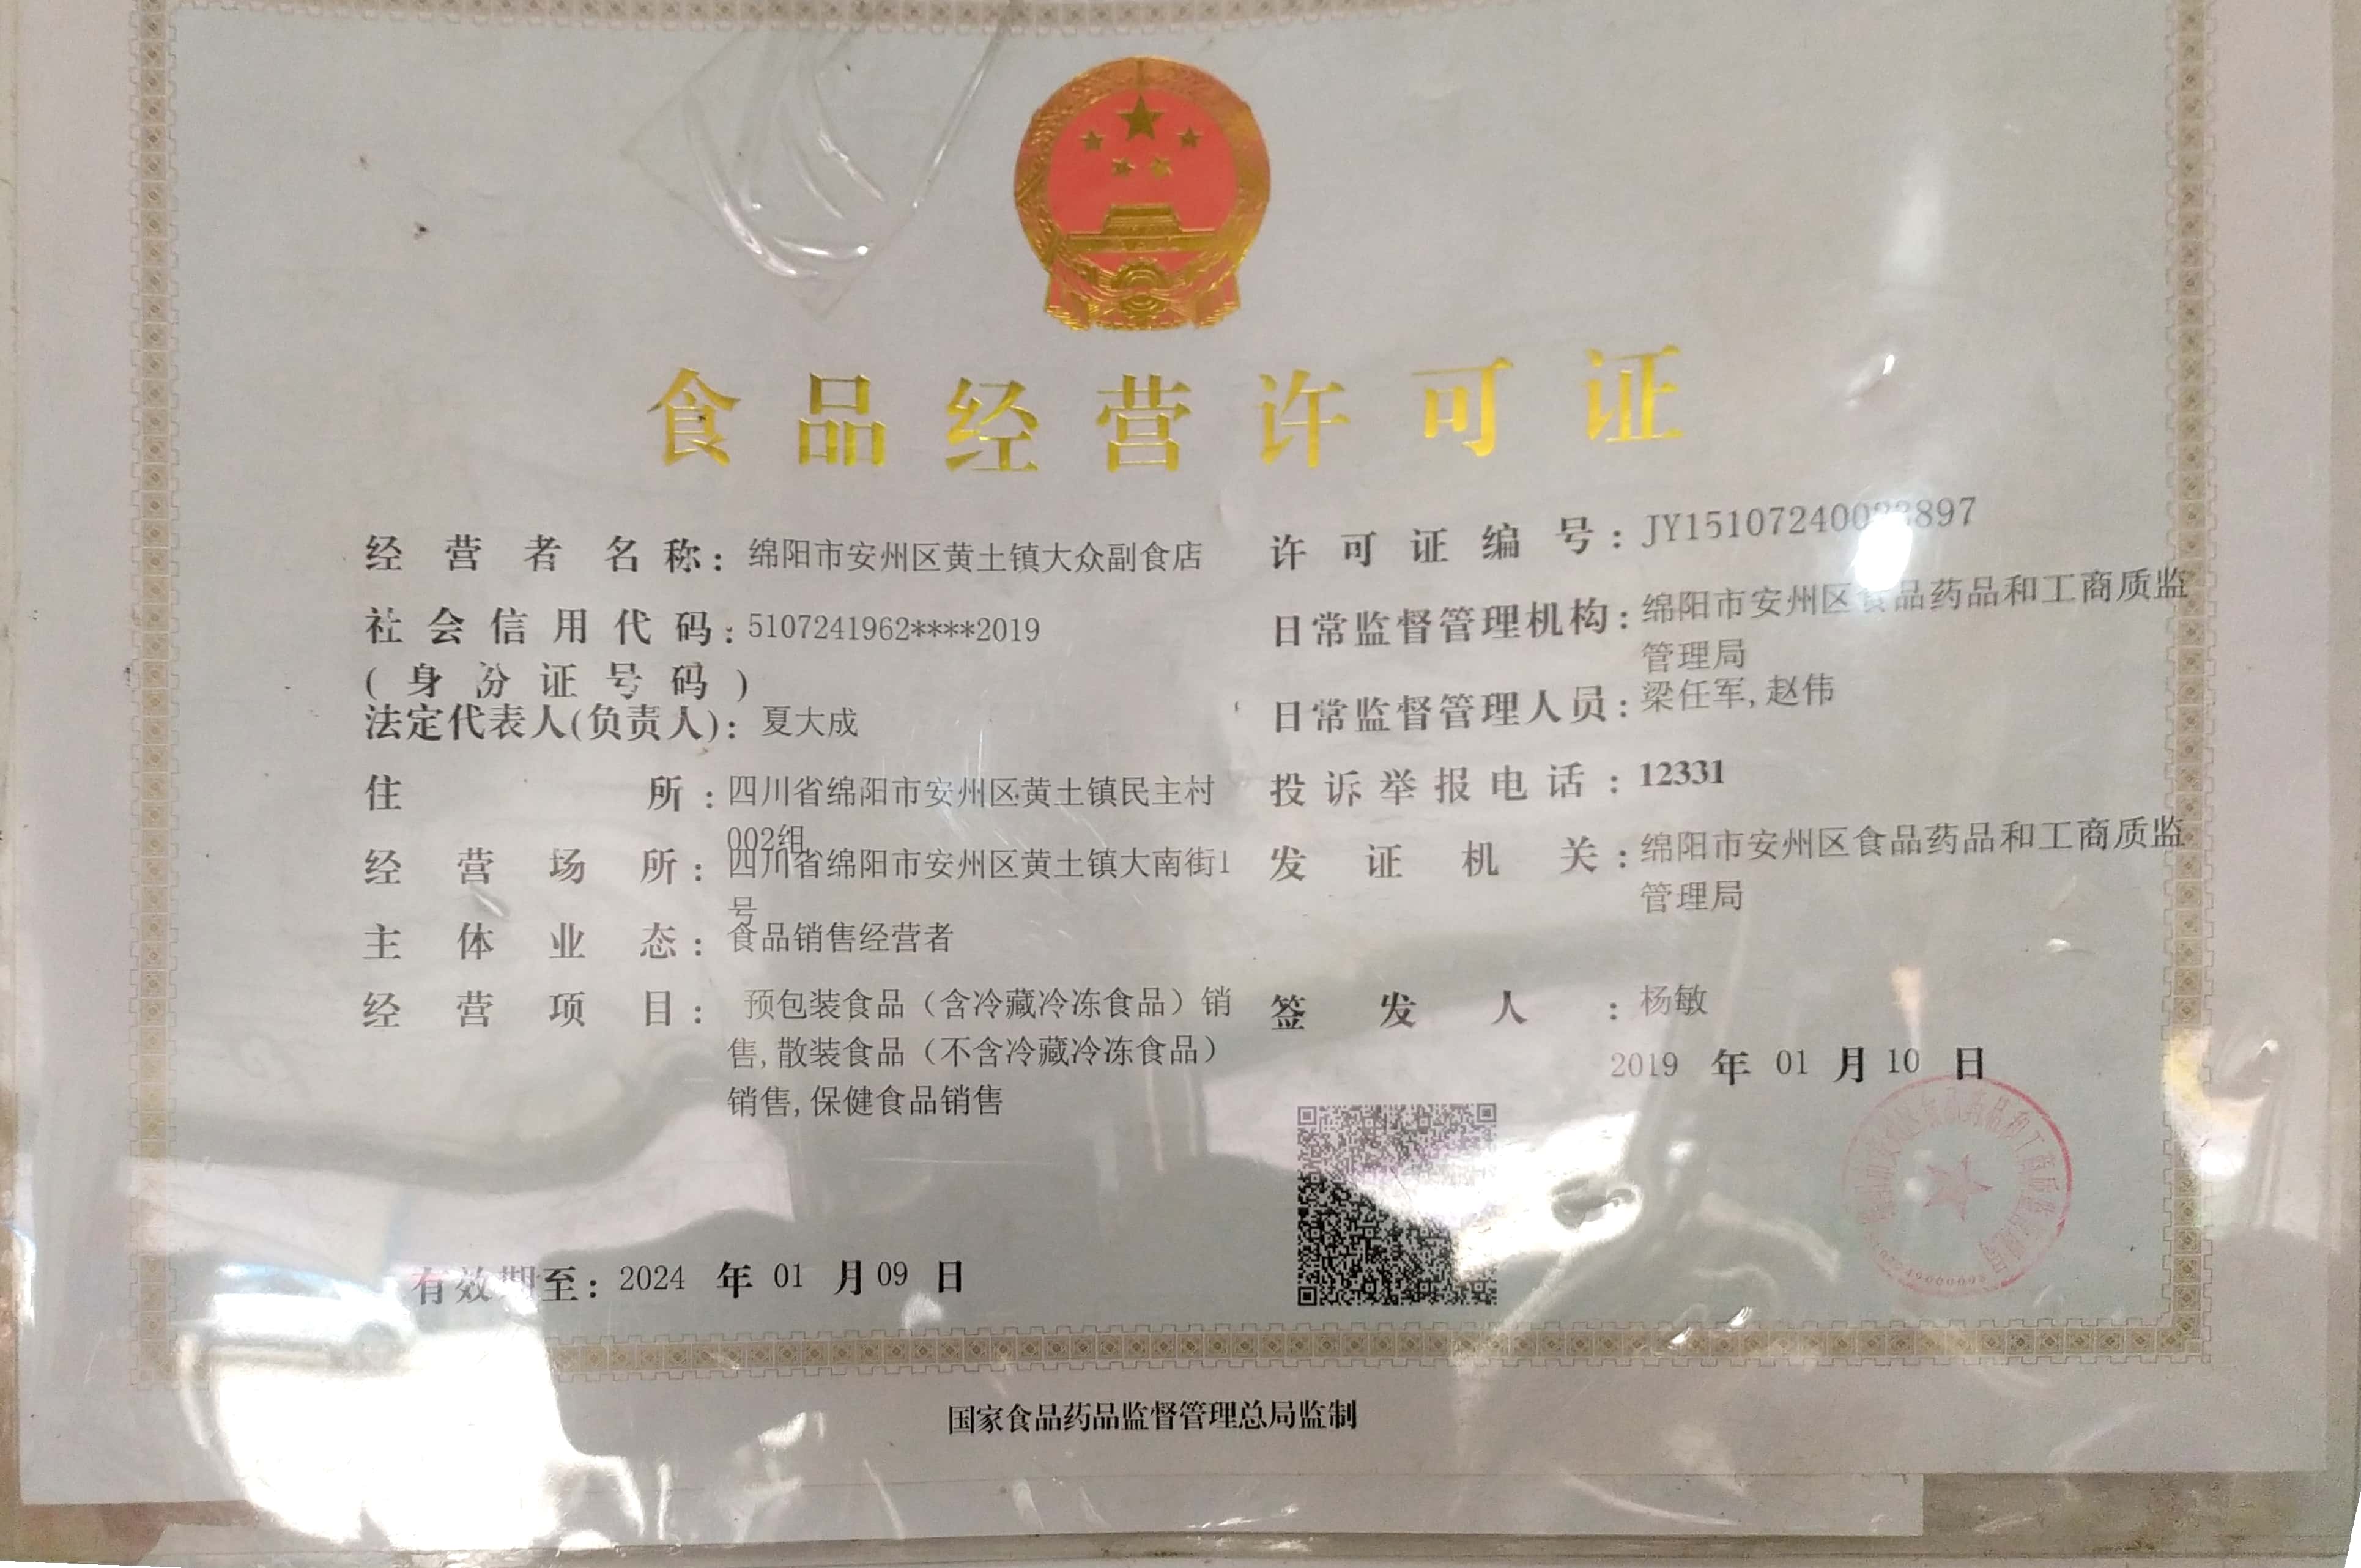 食品经营许可证
经营者名称：绵阳市安州区黄土镇大众副食店
社会信用代码：5107241962****2019
(身份证号码)
法定代表人(负责人)：夏大成
住所：四川省绵阳市安州区黄土镇民主村
002组
经营场所：四川省绵阳市安州区黄土镇大南街1
号
主体业态：食品销售经营者
经营项目：预包装食品（含冷藏冷冻食品）销
售,散装食品（不含冷藏冷冻食品）
销售,保健食品销售
有效期至：2024年01月09日
许可证编号：
日常监督管理机构：绵阳市安州区食品药品和工商质监
管理局
日常监督管理人员：梁任军,赵伟
投诉举报电话：12331
发证机关：绵阳市安州区食品药品和工商质监
管理局
签发人：杨敏
2019年01月10日
国家食品药品监督管理总局监制